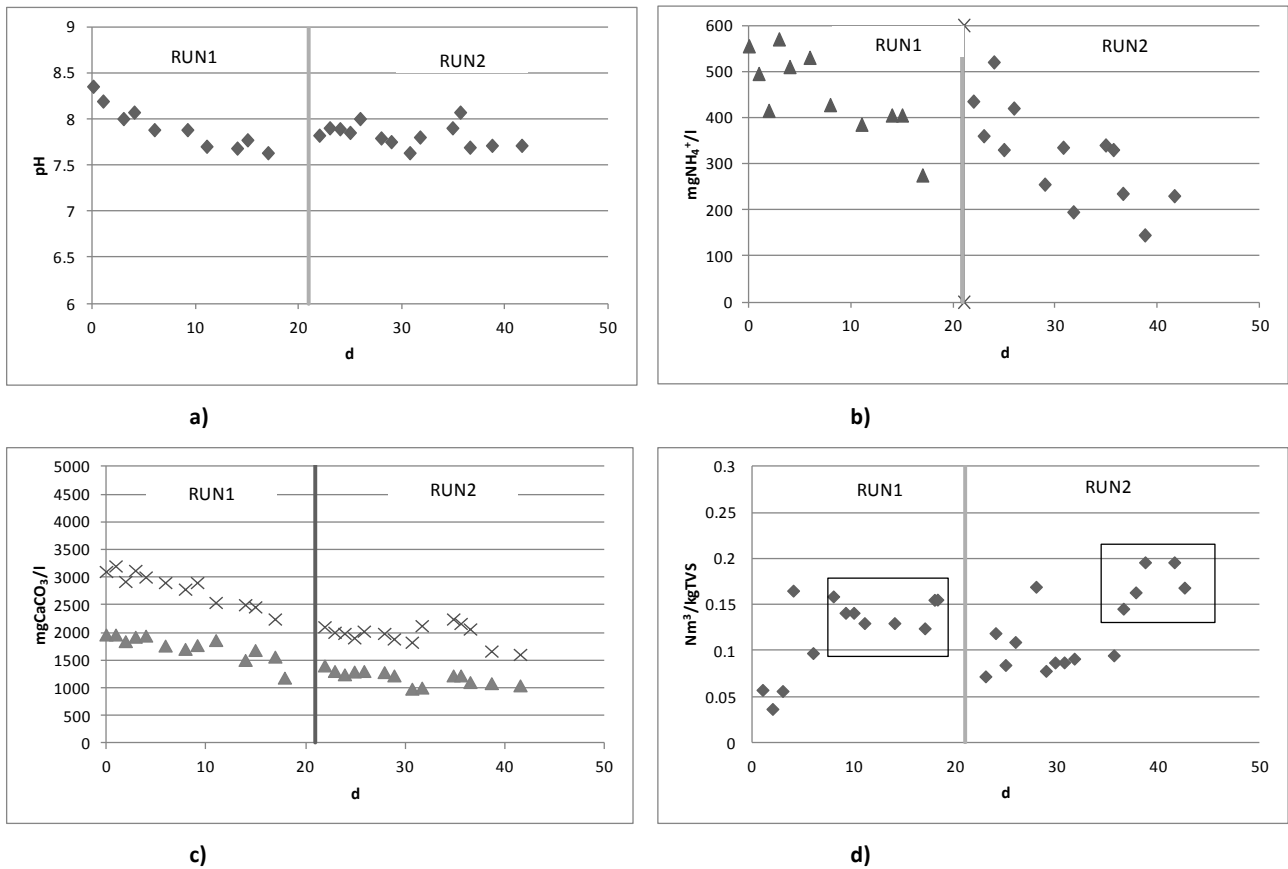 9
8.5
8
7.5
7
6.5
6
pH
RUN1
RUN2
0 10 20 30 40 50
d
a)
600
500
400
300
200
100
0
mgNH₄⁺/l
RUN1
RUN2
0 10 20 30 40 50
d
b)
5000
4500
4000
3500
3000
2500
2000
1500
1000
500
0
mgCaCO₃/l
RUN1
RUN2
0 10 20 30 40 50
d
c)
0.3
0.25
0.2
0.15
0.1
0.05
0
Nm³/kgTVS
RUN1
RUN2
0 10 20 30 40 50
d
d)